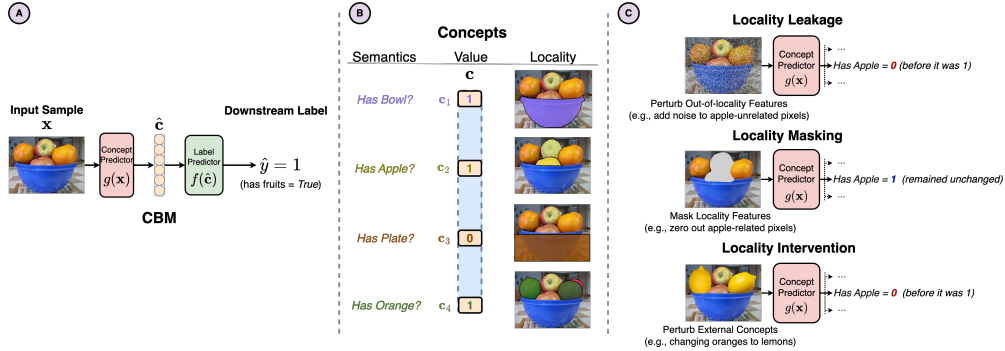 A
Input Sample
x
Concept
Predictor
g(x)
ĉ
Label
Predictor
f(ĉ)
Downstream Label
ŷ = 1
(has fruits = True)
CBM
B
Concepts
Semantics Value Locality
c
Has Bowl? c₁ 1
Has Apple? c₂ 1
Has Plate? c₃ 0
Has Orange? c₄ 1
C
Locality Leakage
Concept
Predictor
g(x)
...
Has Apple = 0 (before it was 1)
...
Perturb Out-of-locality Features
(e.g., add noise to apple-unrelated pixels)
Locality Masking
Concept
Predictor
g(x)
...
Has Apple = 1 (remained unchanged)
...
Mask Locality Features
(e.g., zero out apple-related pixels)
Locality Intervention
Concept
Predictor
g(x)
...
Has Apple = 0 (before it was 1)
...
Perturb External Concepts
(e.g., changing oranges to lemons)